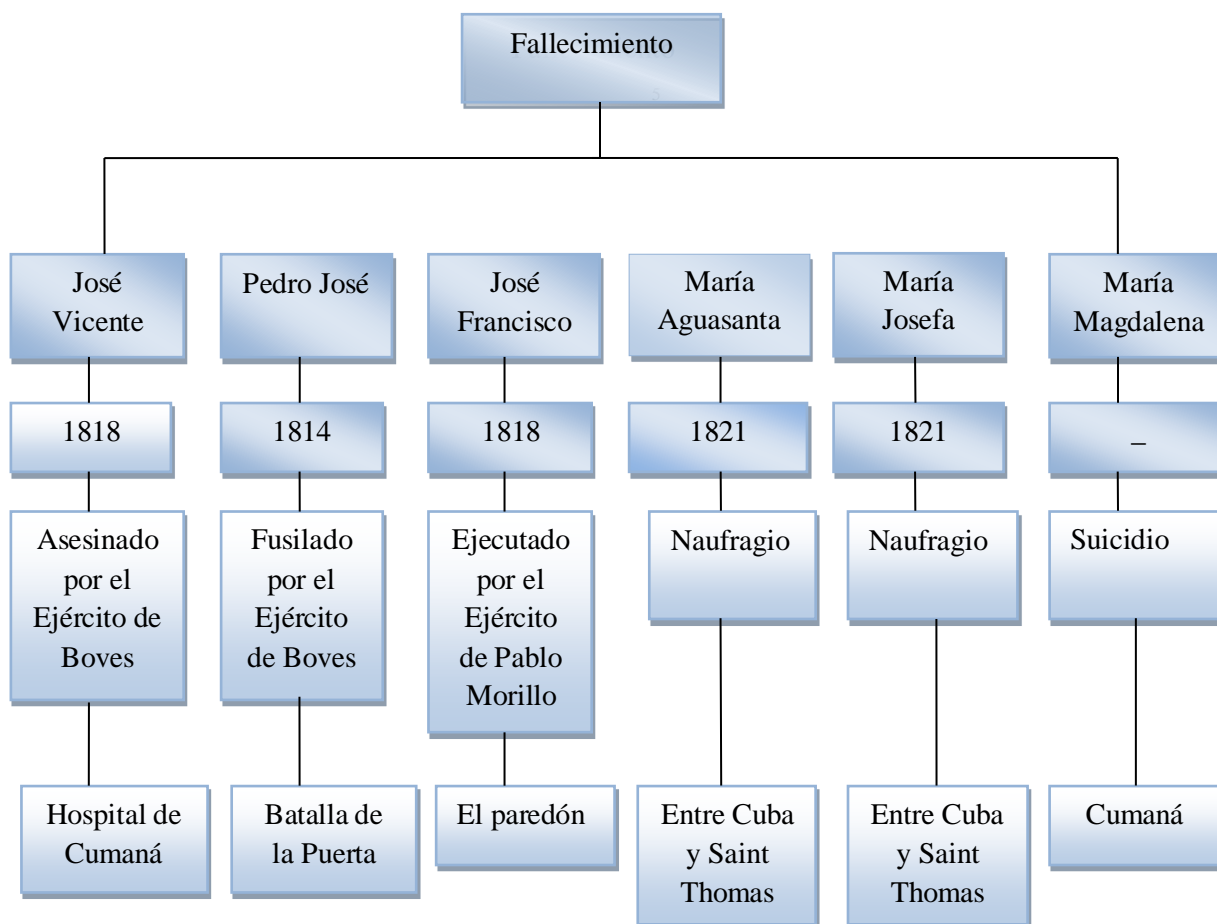 Fallecimiento
5
José
Vicente
Pedro José
José
Francisco
María
Aguasanta
María
Josefa
María
Magdalena
1818
1814
1818
1821
1821
_
Asesinado
por el
Ejército de
Boves
Fusilado
por el
Ejército
de Boves
Ejecutado
por el
Ejército
de Pablo
Morillo
Naufragio
Naufragio
Suicidio
Hospital de
Cumaná
Batalla de
la Puerta
El paredón
Entre Cuba
y Saint
Thomas
Entre Cuba
y Saint
Thomas
Cumaná